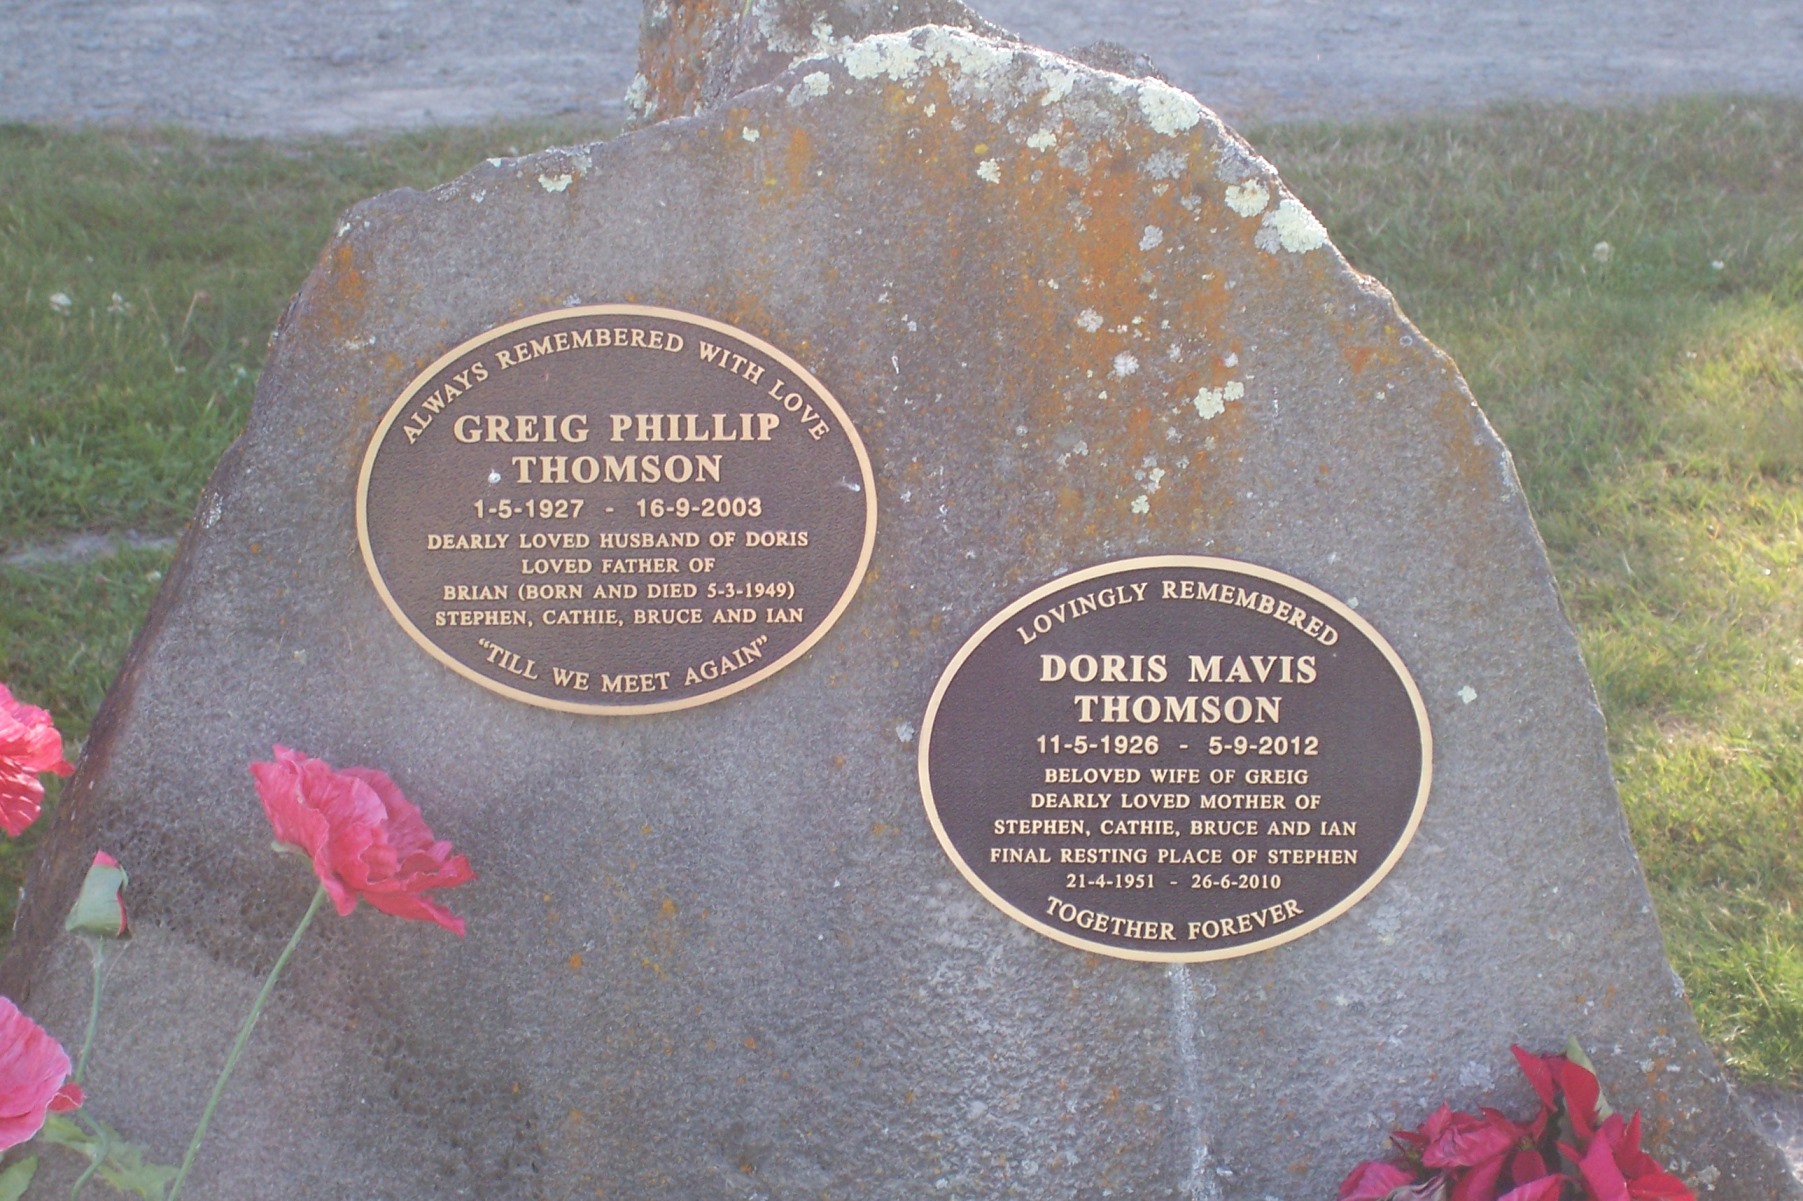 ALWAYS REMEMBERED WITH LOVE
GREIG PHILLIP
THOMSON
1-5-1927 - 16-9-2003
DEARLY LOVED HUSBAND OF DORIS
LOVED FATHER OF
BRIAN (BORN AND DIED 5-3-1949)
STEPHEN, CATHIE, BRUCE AND IAN
“TILL WE MEET AGAIN”
LOVINGLY REMEMBERED
DORIS MAVIS
THOMSON
11-5-1926 - 5-9-2012
BELOVED WIFE OF GREIG
DEARLY LOVED MOTHER OF
STEPHEN, CATHIE, BRUCE AND IAN
FINAL RESTING PLACE OF STEPHEN
21-4-1951 - 26-6-2010
TOGETHER FOREVER